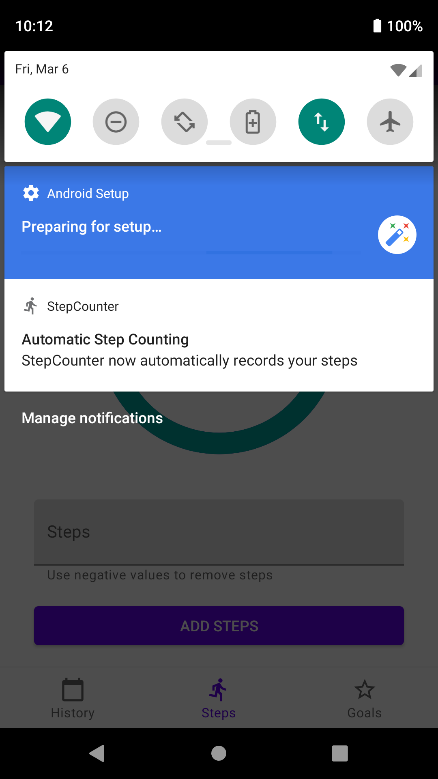 10:12
100%
Fri, Mar 6
Android Setup
Preparing for setup…
StepCounter
Automatic Step Counting
StepCounter now automatically records your steps
Manage notifications
Steps
Use negative values to remove steps
ADD STEPS
History
Steps
Goals